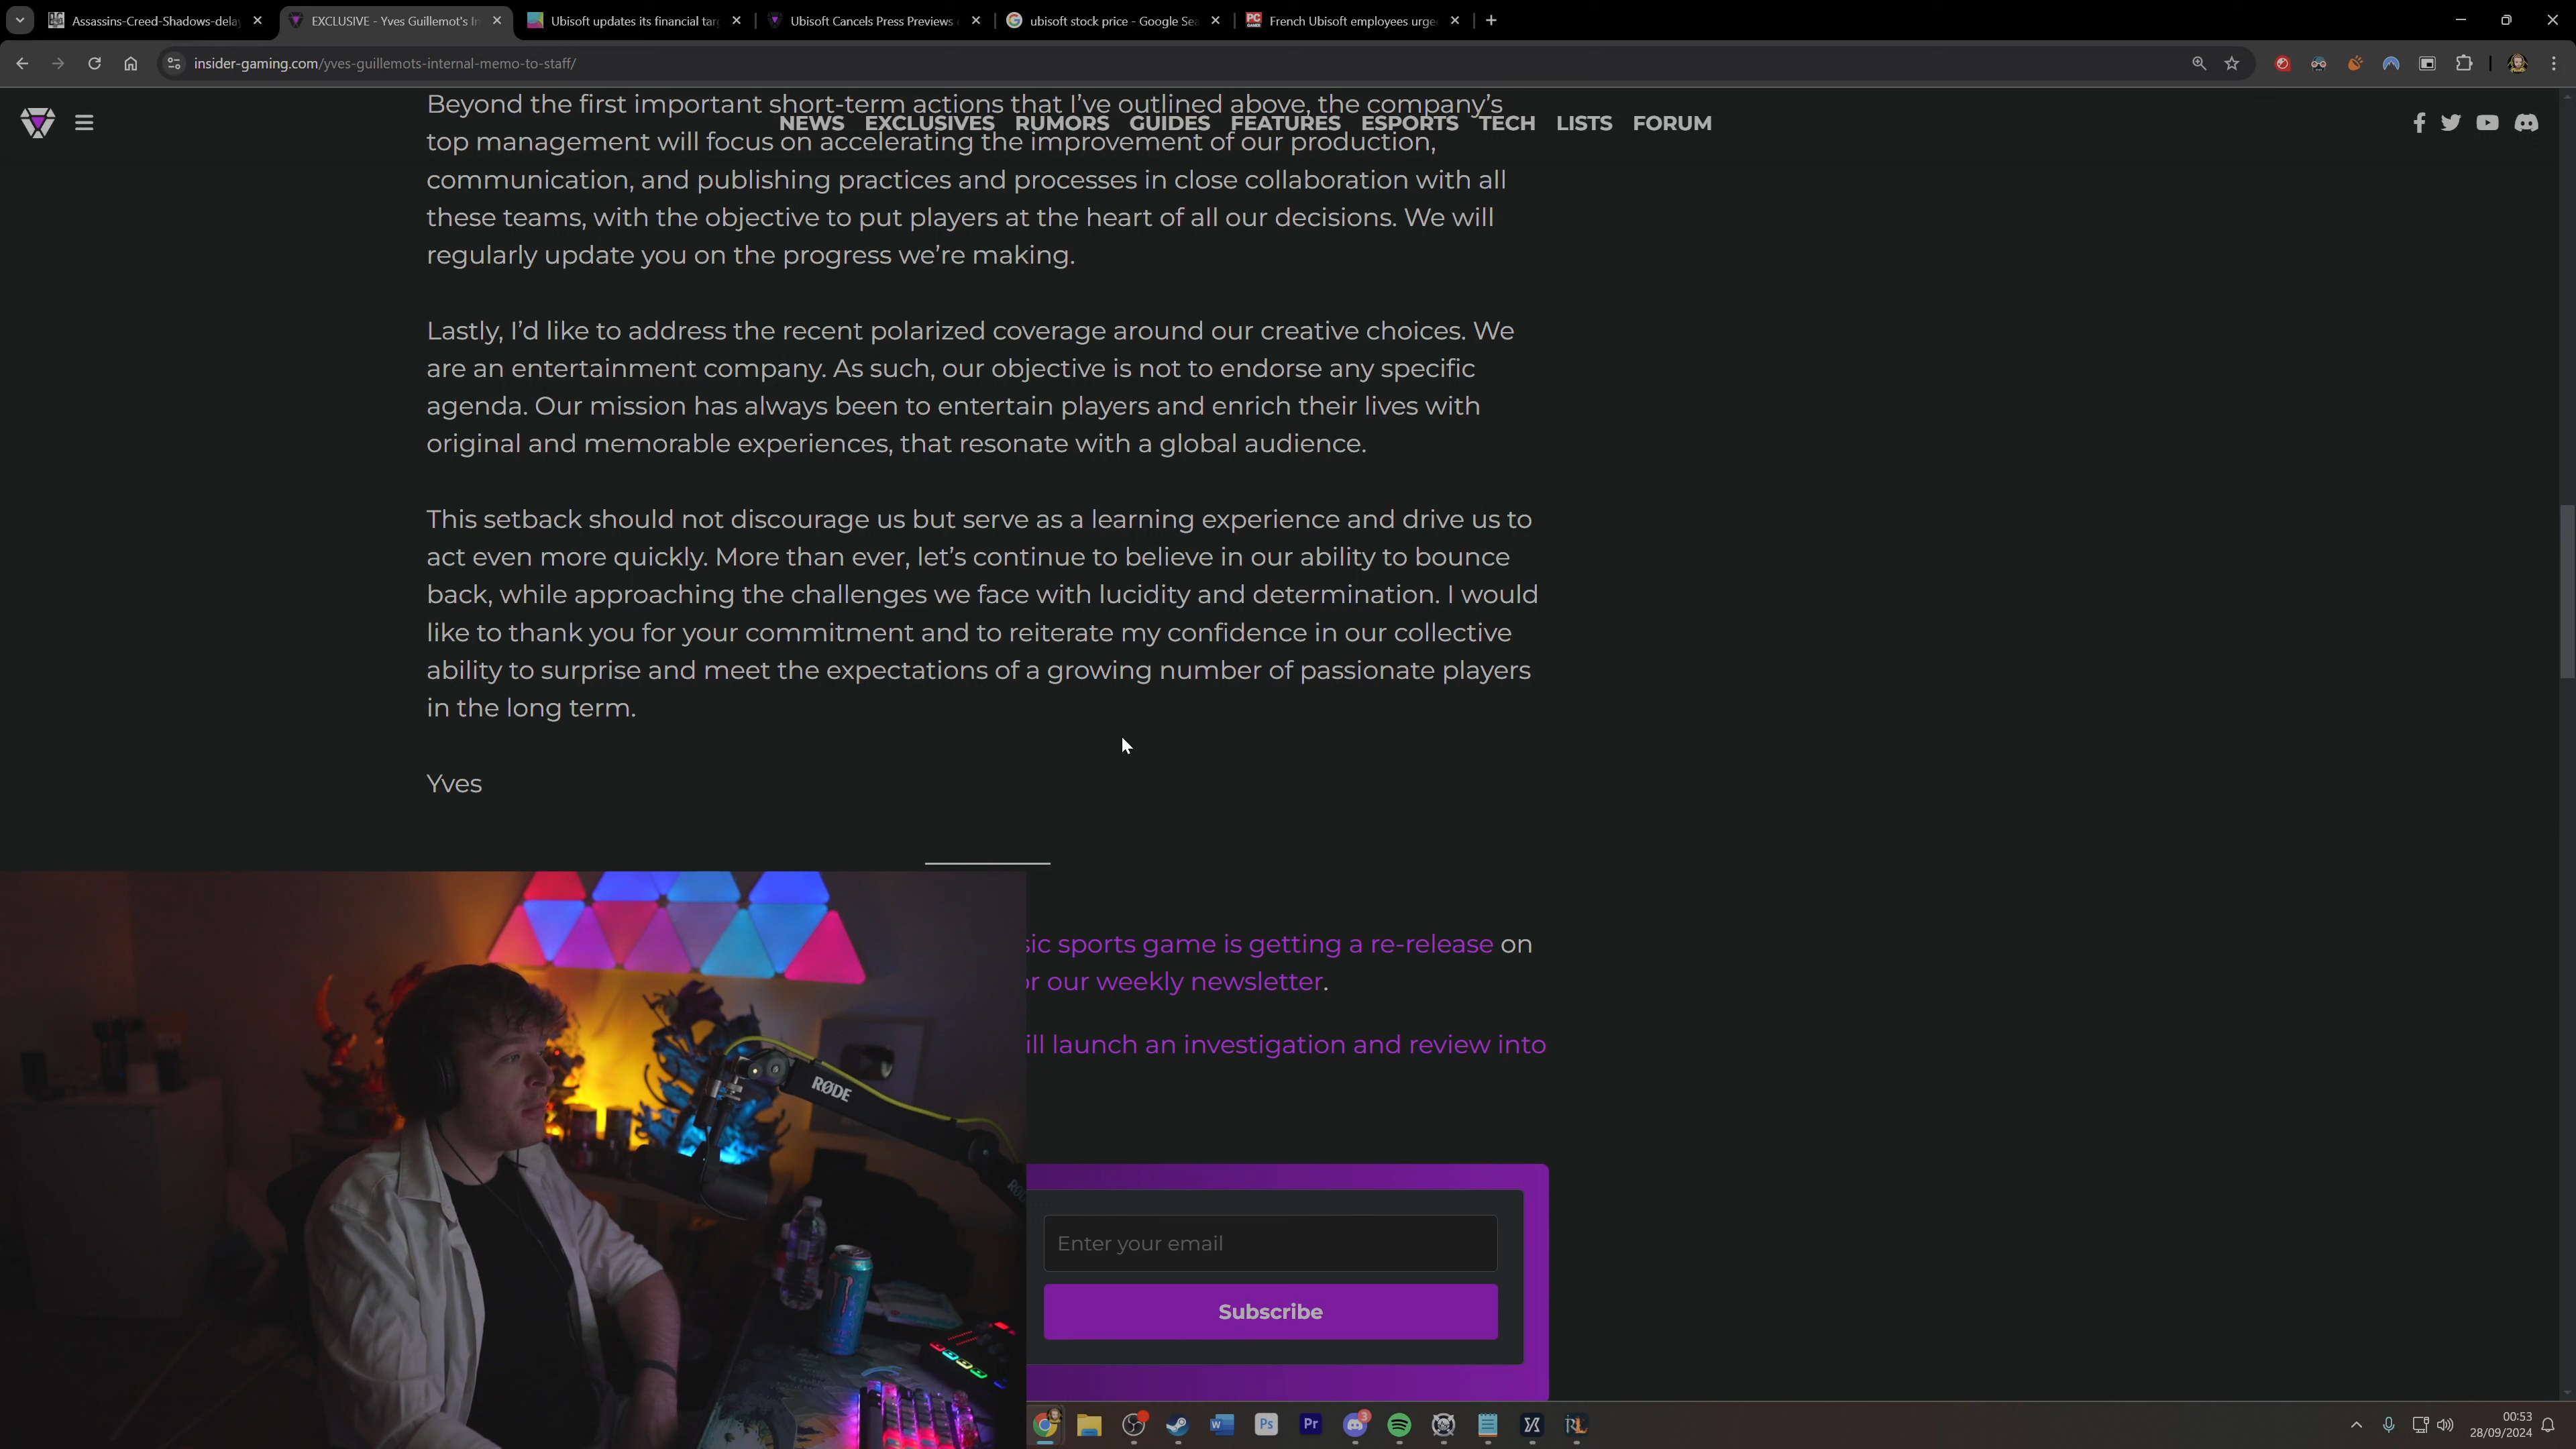 Assassins-Creed-Shadows-dela
EXCLUSIVE - Yves Guillemot's In
Ubisoft updates its financial tar
Ubisoft Cancels Press Previews
ubisoft stock price - Google Sea
PC GAMER
French Ubisoft employees urge
insider-gaming.com/yves-guillemots-internal-memo-to-staff/
NEWS EXCLUSIVES RUMORS GUIDES FEATURES ESPORTS TECH LISTS FORUM
Beyond the first important short-term actions that I’ve outlined above, the company’s
top management will focus on accelerating the improvement of our production,
communication, and publishing practices and processes in close collaboration with all
these teams, with the objective to put players at the heart of all our decisions. We will
regularly update you on the progress we’re making.
Lastly, I’d like to address the recent polarized coverage around our creative choices. We
are an entertainment company. As such, our objective is not to endorse any specific
agenda. Our mission has always been to entertain players and enrich their lives with
original and memorable experiences, that resonate with a global audience.
This setback should not discourage us but serve as a learning experience and drive us to
act even more quickly. More than ever, let’s continue to believe in our ability to bounce
back, while approaching the challenges we face with lucidity and determination. I would
like to thank you for your commitment and to reiterate my confidence in our collective
ability to surprise and meet the expectations of a growing number of passionate players
in the long term.
Yves
sic sports game is getting a re-release on
or our weekly newsletter.
ill launch an investigation and review into
RØDE
Enter your email
Subscribe
W
Ps
Pr
3
RL
00:53
28/09/2024